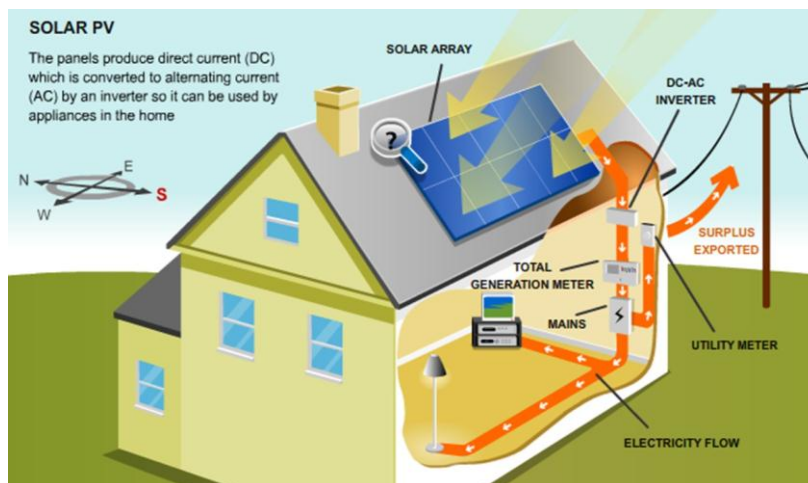 SOLAR PV
The panels produce direct current (DC)
which is converted to alternating current
(AC) by an inverter so it can be used by
appliances in the home
SOLAR ARRAY
DC-AC
INVERTER
?
N
E
S
W
SURPLUS
EXPORTED
TOTAL
GENERATION METER
MAINS
UTILITY METER
ELECTRICITY FLOW